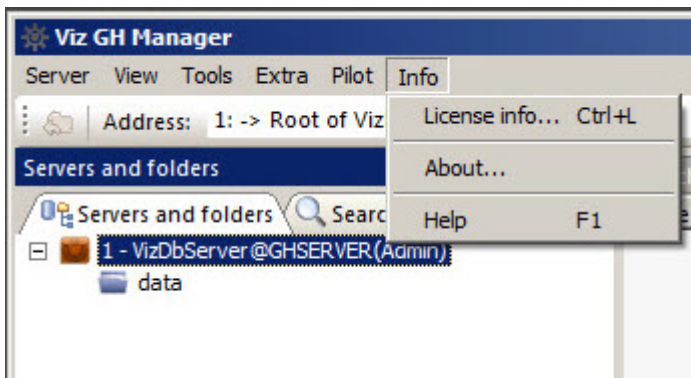 Viz GH Manager
Server View Tools Extra Pilot Info
Address: 1: -> Root of Viz
License info... Ctrl+L
Servers and folders
About...
Servers and folders Searc
Help F1
1 - VizDbServer@GHSERVER(Admin)
data